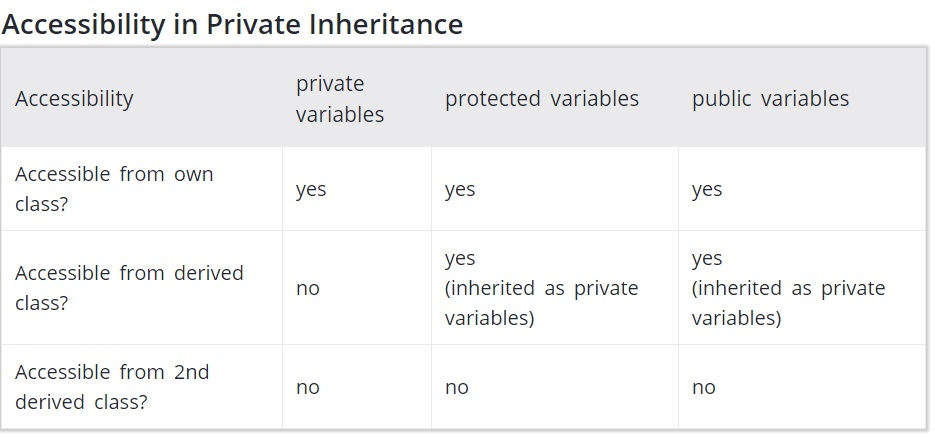 Accessibility in Private Inheritance
Accessibility
private
variables
protected variables
public variables
Accessible from own
class?
yes
yes
yes
Accessible from derived
class?
no
yes
(inherited as private
variables)
yes
(inherited as private
variables)
Accessible from 2nd
derived class?
no
no
no